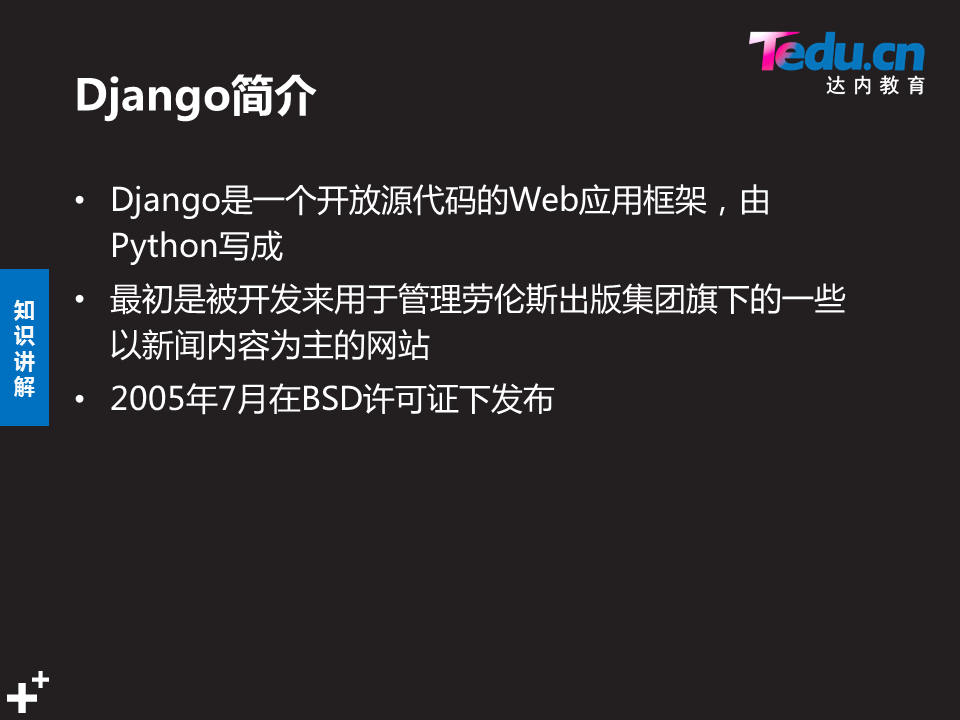 Tedu.cn
达内教育
Django简介
• Django是一个开放源代码的Web应用框架，由
Python写成
• 最初是被开发来用于管理劳伦斯出版集团旗下的一些
以新闻内容为主的网站
• 2005年7月在BSD许可证下发布
知识讲解